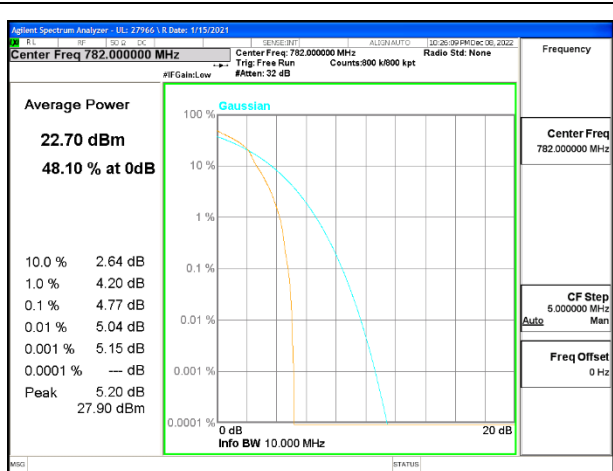 Agilent Spectrum Analyzer - UL: 27966 \ R Date: 1/15/2021
RL RF 50 Ω DC SENSE:INT ALIGN AUTO 10:26:09 PM Dec 08, 2022
Center Freq 782.000000 MHz
Center Freq: 782.000000 MHz Radio Std: None
Trig: Free Run Counts:800 k/800 kpt
#IFGain:Low #Atten: 32 dB
Frequency
Average Power
22.70 dBm
48.10 % at 0dB
10.0 % 2.64 dB
1.0 % 4.20 dB
0.1 % 4.77 dB
0.01 % 5.04 dB
0.001 % 5.15 dB
0.0001 % --- dB
Peak 5.20 dB
27.90 dBm
Gaussian
100 %
10 %
1 %
0.1 %
0.01 %
0.001 %
0.0001 %
0 dB 20 dB
Info BW 10.000 MHz
Center Freq
782.000000 MHz
CF Step
5.000000 MHz
Auto Man
Freq Offset
0 Hz
MSG STATUS